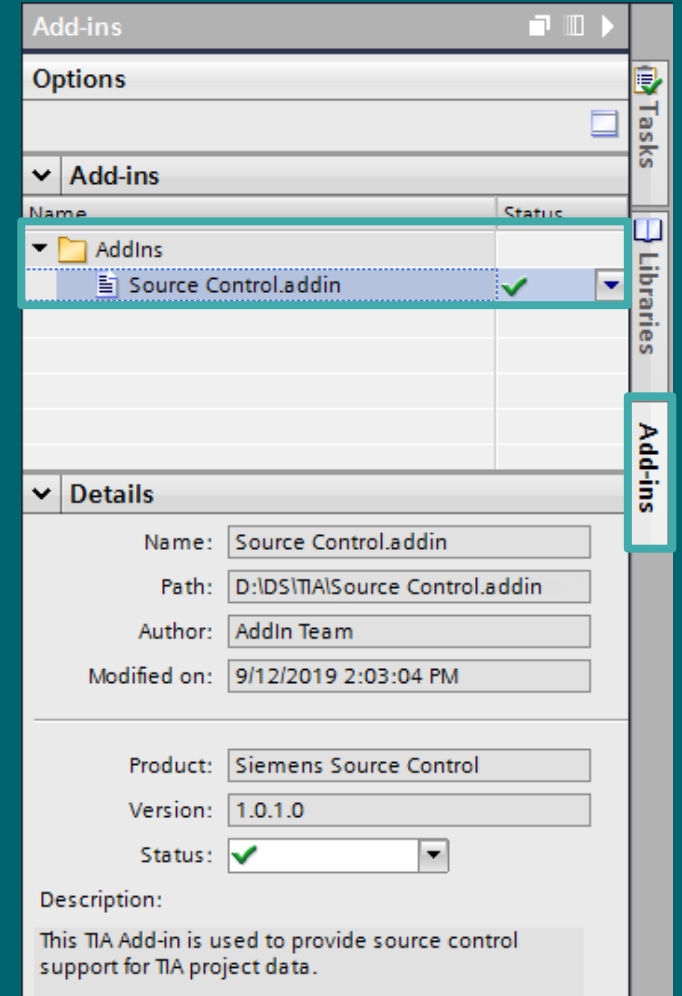 Add-ins
Options
Add-ins
Name Status
AddIns
Source Control.addin
Details
Name: Source Control.addin
Path: D:\DS\TIA\Source Control.addin
Author: AddIn Team
Modified on: 9/12/2019 2:03:04 PM
Product: Siemens Source Control
Version: 1.0.1.0
Status:
Description:
This TIA Add-in is used to provide source control
support for TIA project data.
Tasks
Libraries
Add-ins